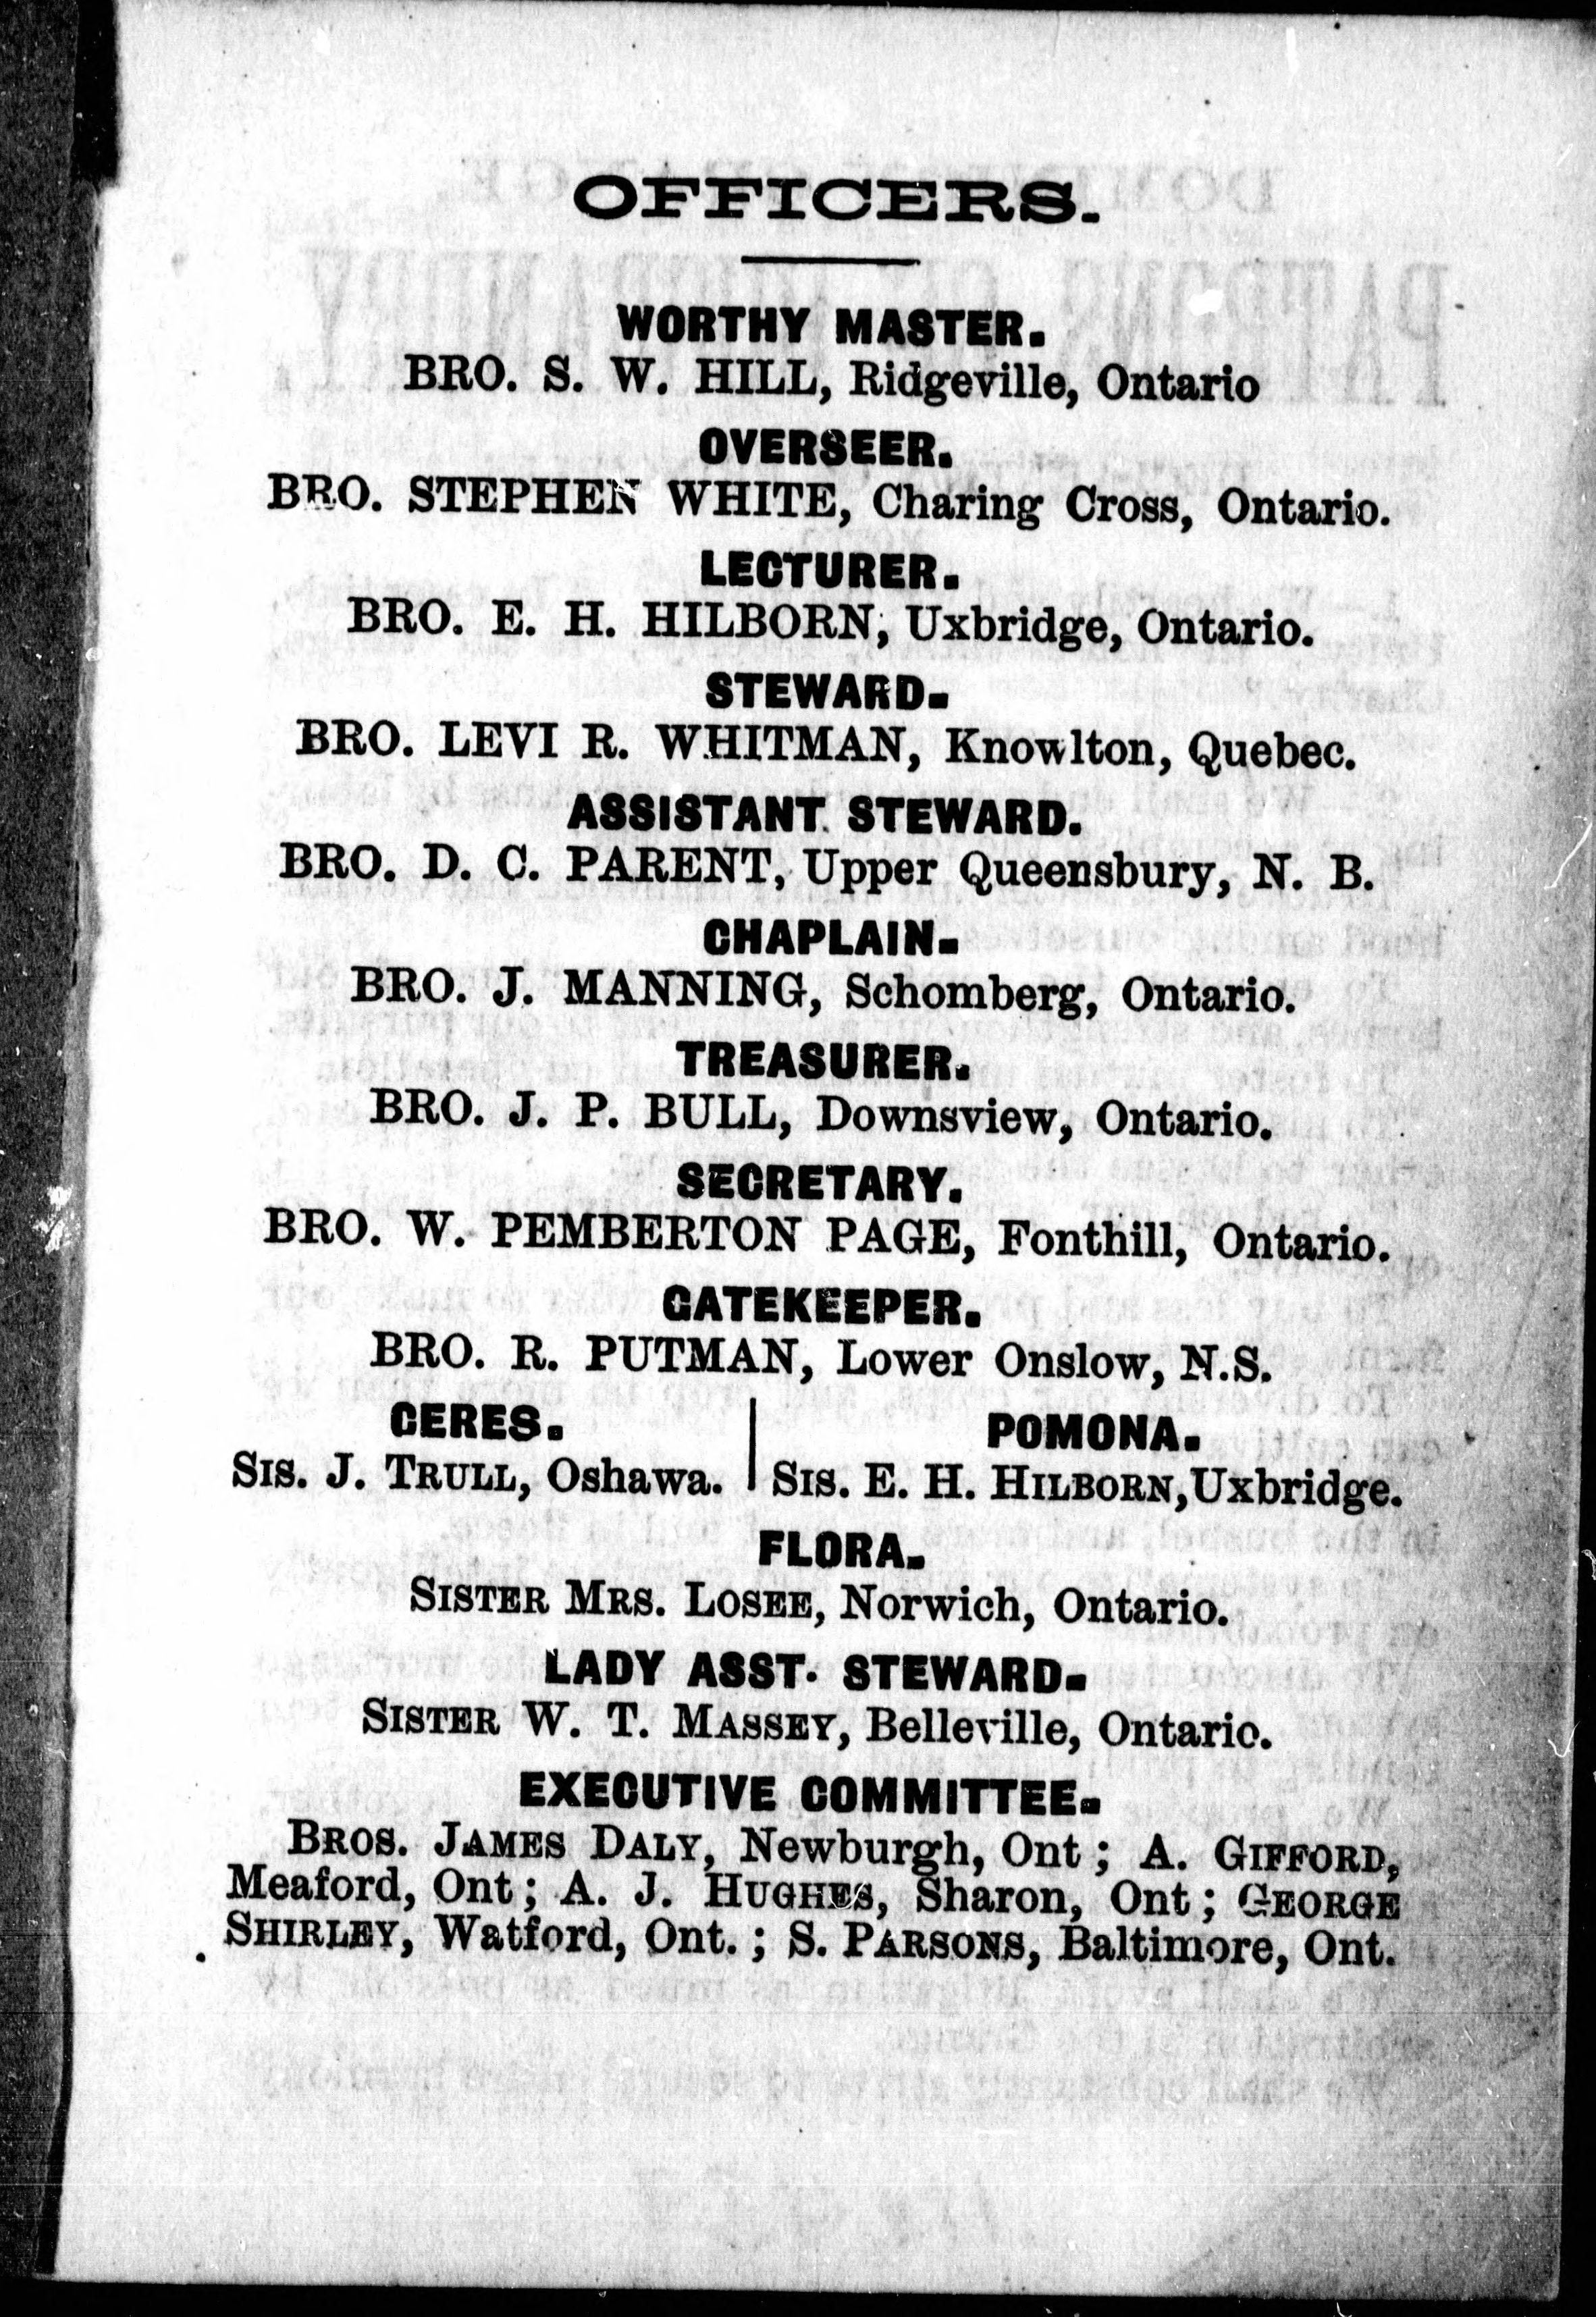 OFFICERS.
WORTHY MASTER.
BRO. S. W. HILL, Ridgeville, Ontario
OVERSEER.
BRO. STEPHEN WHITE, Charing Cross, Ontario.
LECTURER.
BRO. E. H. HILBORN, Uxbridge, Ontario.
STEWARD.
BRO. LEVI R. WHITMAN, Knowlton, Quebec.
ASSISTANT STEWARD.
BRO. D. C. PARENT, Upper Queensbury, N. B.
CHAPLAIN.
BRO. J. MANNING, Schomberg, Ontario.
TREASURER.
BRO. J. P. BULL, Downsview, Ontario.
SECRETARY.
BRO. W. PEMBERTON PAGE, Fonthill, Ontario.
GATEKEEPER.
BRO. R. PUTMAN, Lower Onslow, N.S.
CERES.
SIS. J. TRULL, Oshawa.
POMONA.
SIS. E. H. HILBORN, Uxbridge.
FLORA.
SISTER MRS. LOSEE, Norwich, Ontario.
LADY ASST. STEWARD.
SISTER W. T. MASSEY, Belleville, Ontario.
EXECUTIVE COMMITTEE.
BROS. JAMES DALY, Newburgh, Ont ; A. GIFFORD,
Meaford, Ont ; A. J. HUGHES, Sharon, Ont ; GEORGE
SHIRLEY, Watford, Ont. ; S. PARSONS, Baltimore, Ont.